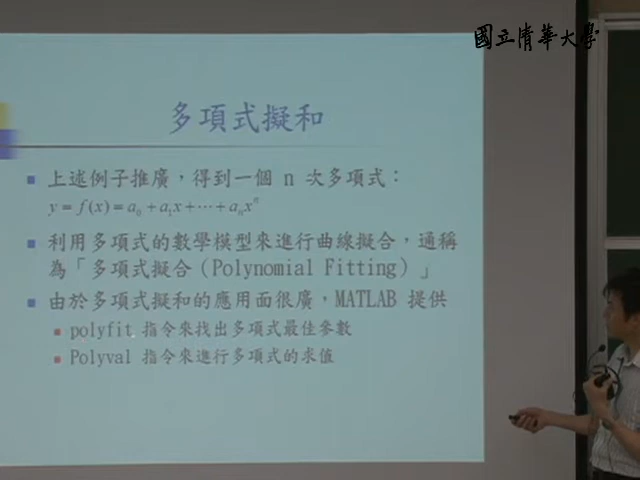 國立清華大學
多項式擬和
上述例子推廣，得到一個 n 次多項式：
y = f(x) = a₀ + a₁x + ⋯ + aₙxⁿ
利用多項式的數學模型來進行曲線擬合，通稱
為「多項式擬合（Polynomial Fitting）」
由於多項式擬和的應用面很廣，MATLAB 提供
polyfit 指令來找出多項式最佳參數
Polyval 指令來進行多項式的求值